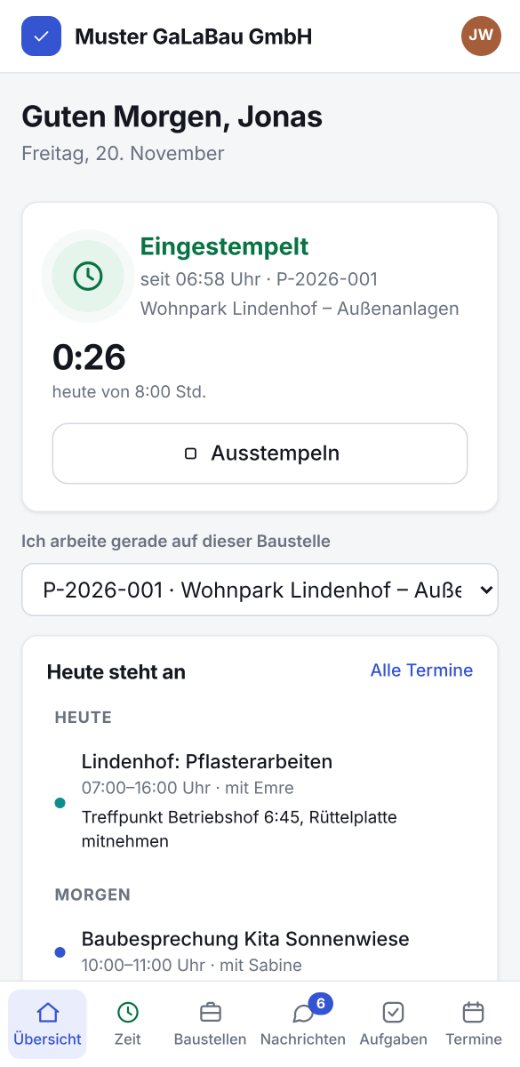 Muster GaLaBau GmbH
JW
Guten Morgen, Jonas
Freitag, 20. November
Eingestempelt
seit 06:58 Uhr · P-2026-001
Wohnpark Lindenhof – Außenanlagen
0:26
heute von 8:00 Std.
Ausstempeln
Ich arbeite gerade auf dieser Baustelle
P-2026-001 · Wohnpark Lindenhof – Auße
Heute steht an
Alle Termine
HEUTE
Lindenhof: Pflasterarbeiten
07:00–16:00 Uhr · mit Emre
Treffpunkt Betriebshof 6:45, Rüttelplatte
mitnehmen
MORGEN
Baubesprechung Kita Sonnenwiese
10:00–11:00 Uhr · mit Sabine
6
Übersicht
Zeit
Baustellen
Nachrichten
Aufgaben
Termine